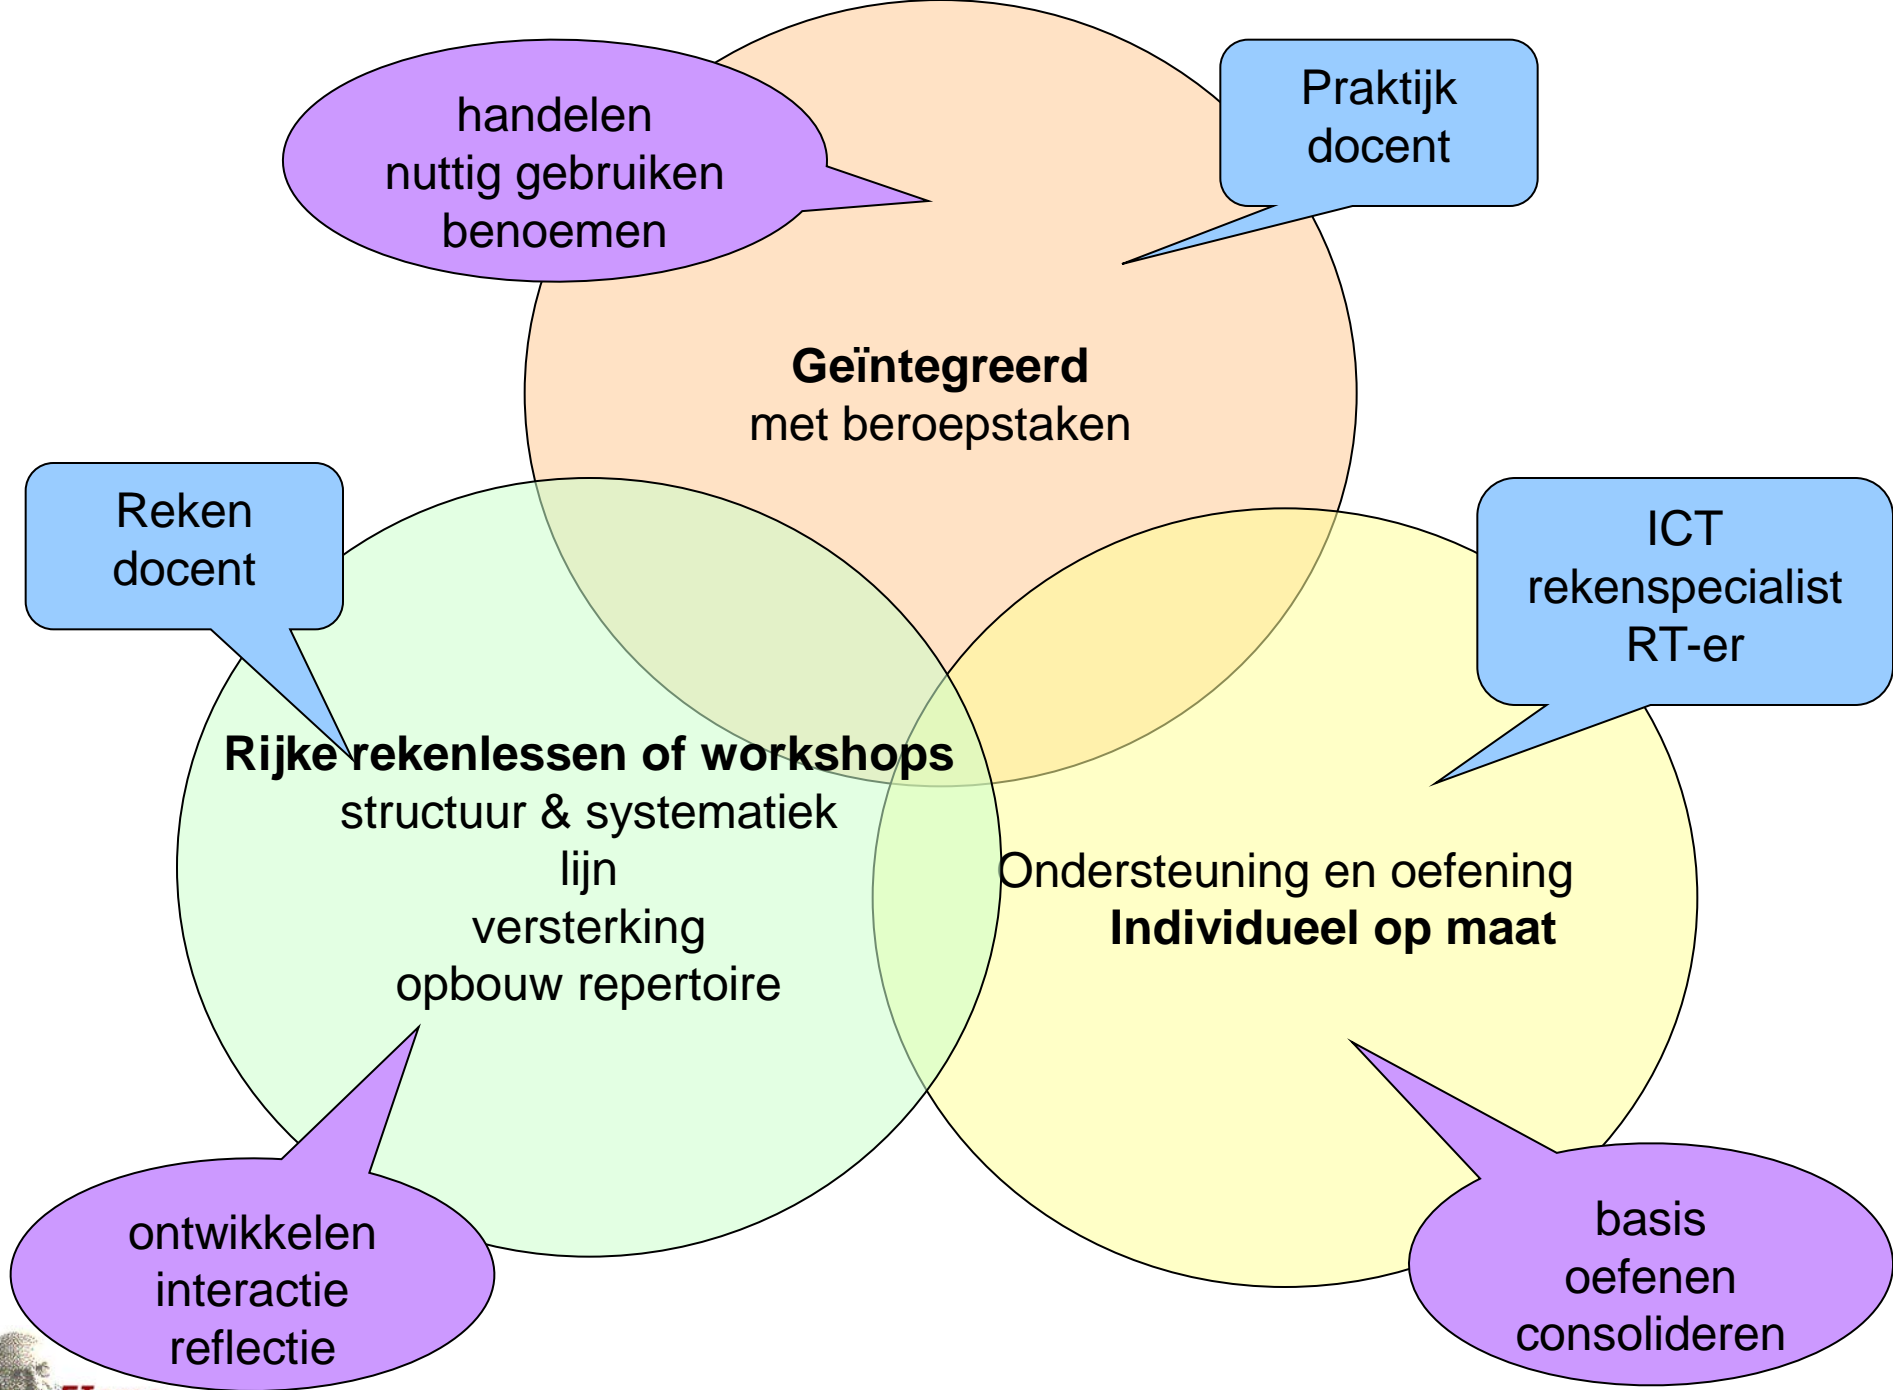 handelen
nuttig gebruiken
benoemen
Praktijk
docent
Geïntegreerd
met beroepstaken
Reken
docent
ICT
rekenspecialist
RT-er
Rijke rekenlessen of workshops
structuur & systematiek
lijn
versterking
opbouw repertoire
Ondersteuning en oefening
Individueel op maat
ontwikkelen
interactie
reflectie
basis
oefenen
consolideren